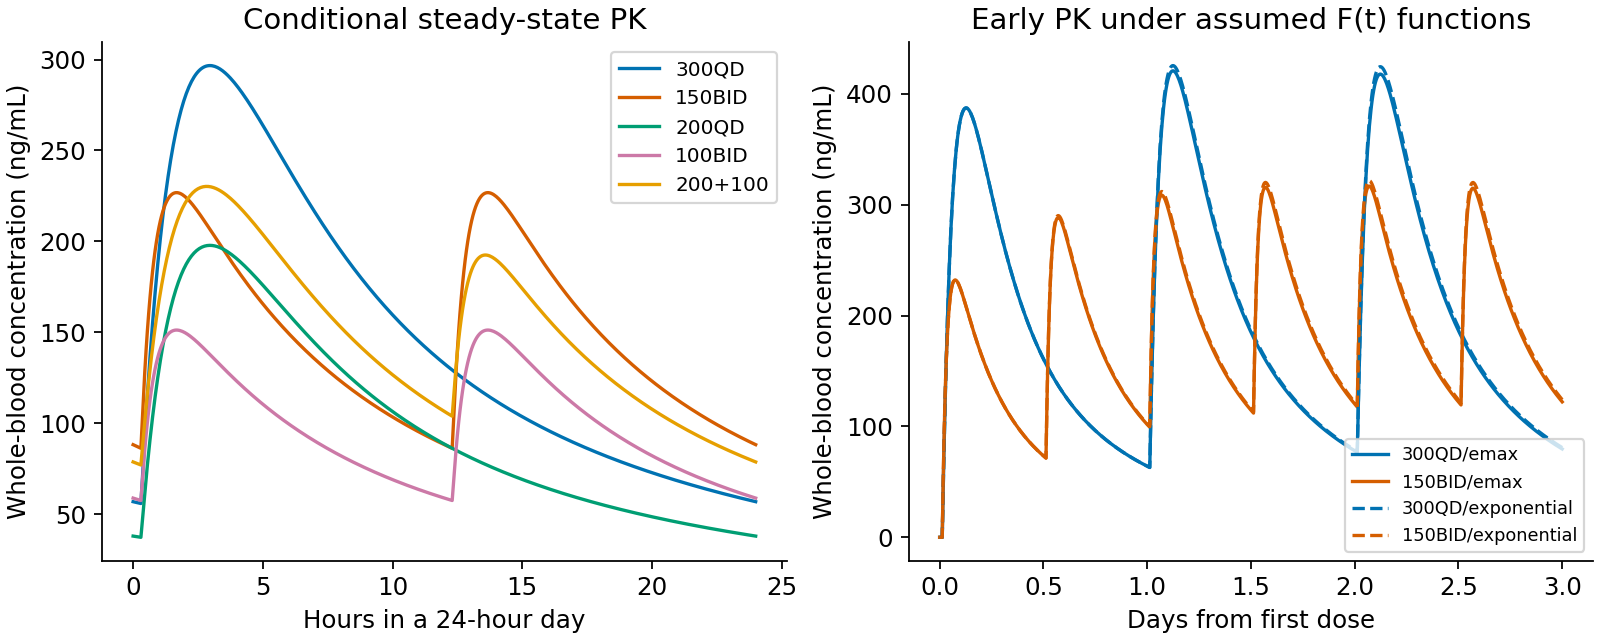 Conditional steady-state PK
Whole-blood concentration (ng/mL)
300
250
200
150
100
50
0
5
10
15
20
25
Hours in a 24-hour day
300QD
150BID
200QD
100BID
200+100
Early PK under assumed F(t) functions
Whole-blood concentration (ng/mL)
400
300
200
100
0
0.0
0.5
1.0
1.5
2.0
2.5
3.0
Days from first dose
300QD/emax
150BID/emax
300QD/exponential
150BID/exponential